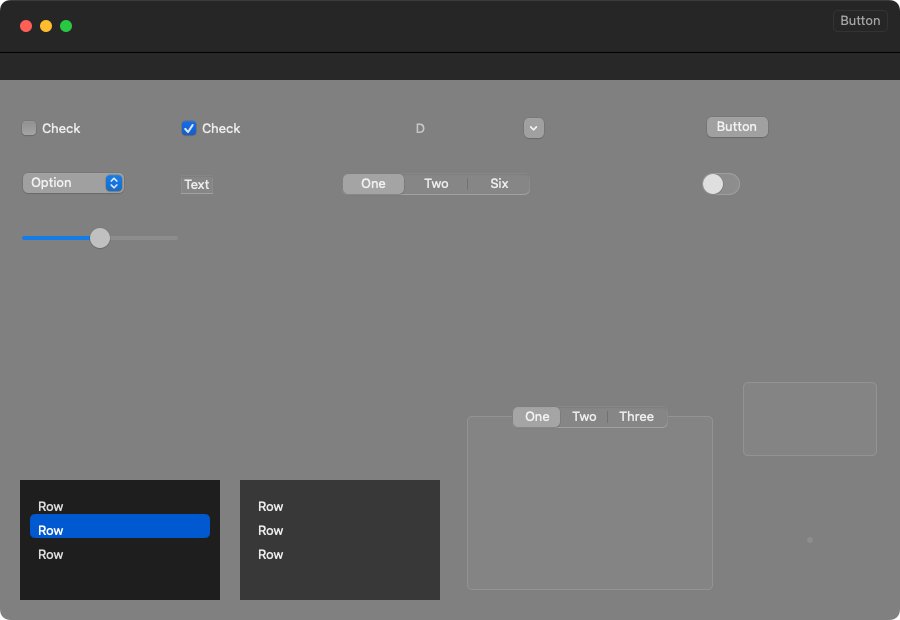 Button
Check
Check
D
Button
Option
Text
One
Two
Six
One
Two
Three
Row
Row
Row
Row
Row
Row